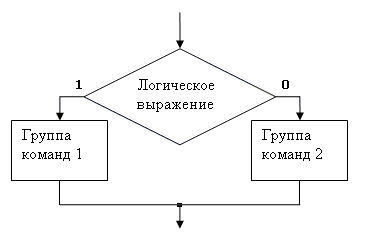 Логическое
выражение
1
0
Группа
команд 1
Группа
команд 2